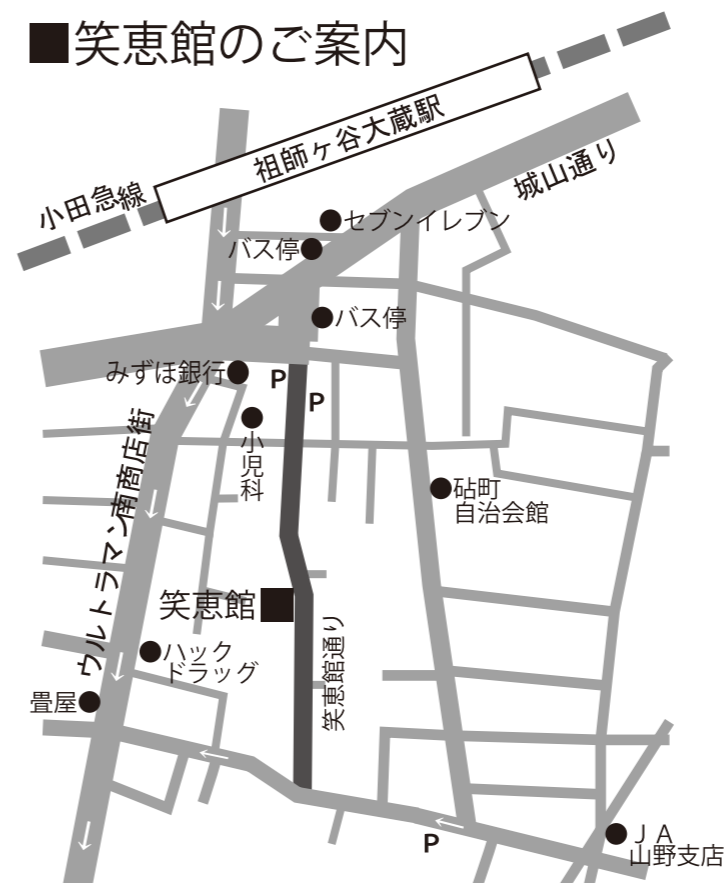 ■笑恵館のご案内
祖師ヶ谷大蔵駅
小田急線
城山通り
●セブンイレブン
バス停●
●バス停
みずほ銀行●
P
P
小児科
ウルトラマン南商店街
●砧町
自治会館
笑恵館■
笑恵館通り
●ハック
ドラッグ
畳屋●
P
●ＪＡ
山野支店